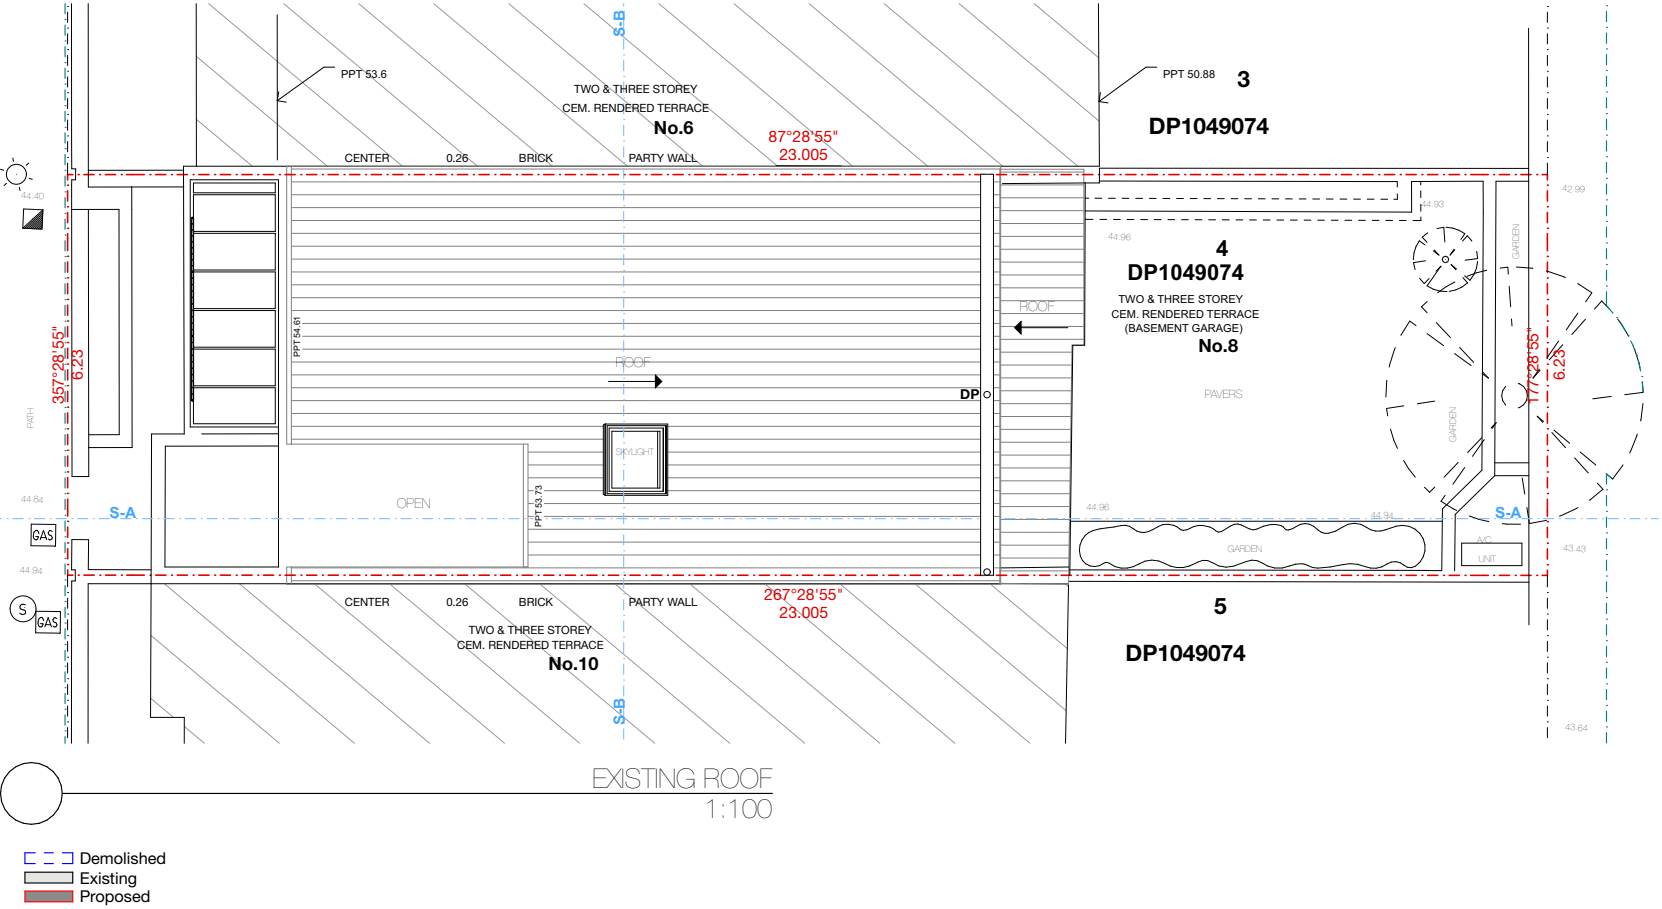 S-B
PPT 53.6
PPT 50.88
3
TWO & THREE STOREY
CEM. RENDERED TERRACE
No.6
DP1049074
87°28'55"
23.005
CENTER 0.26 BRICK PARTY WALL
44.40
42.99
44.93
44.96
GARDEN
4
DP1049074
TWO & THREE STOREY
CEM. RENDERED TERRACE
(BASEMENT GARAGE)
No.8
ROOF
PPT 54.61
357°28'55"
6.23
177°28'55"
6.23
ROOF
DP
PAVERS
PATH
GARDEN
SKYLIGHT
OPEN
PPT 53.73
44.84
S-A
44.96
44.94
S-A
GAS
GARDEN
A/C
UNIT
43.43
44.94
S
GAS
CENTER 0.26 BRICK PARTY WALL
267°28'55"
23.005
5
TWO & THREE STOREY
CEM. RENDERED TERRACE
No.10
DP1049074
S-B
43.64
EXISTING ROOF
1:100
Demolished
Existing
Proposed